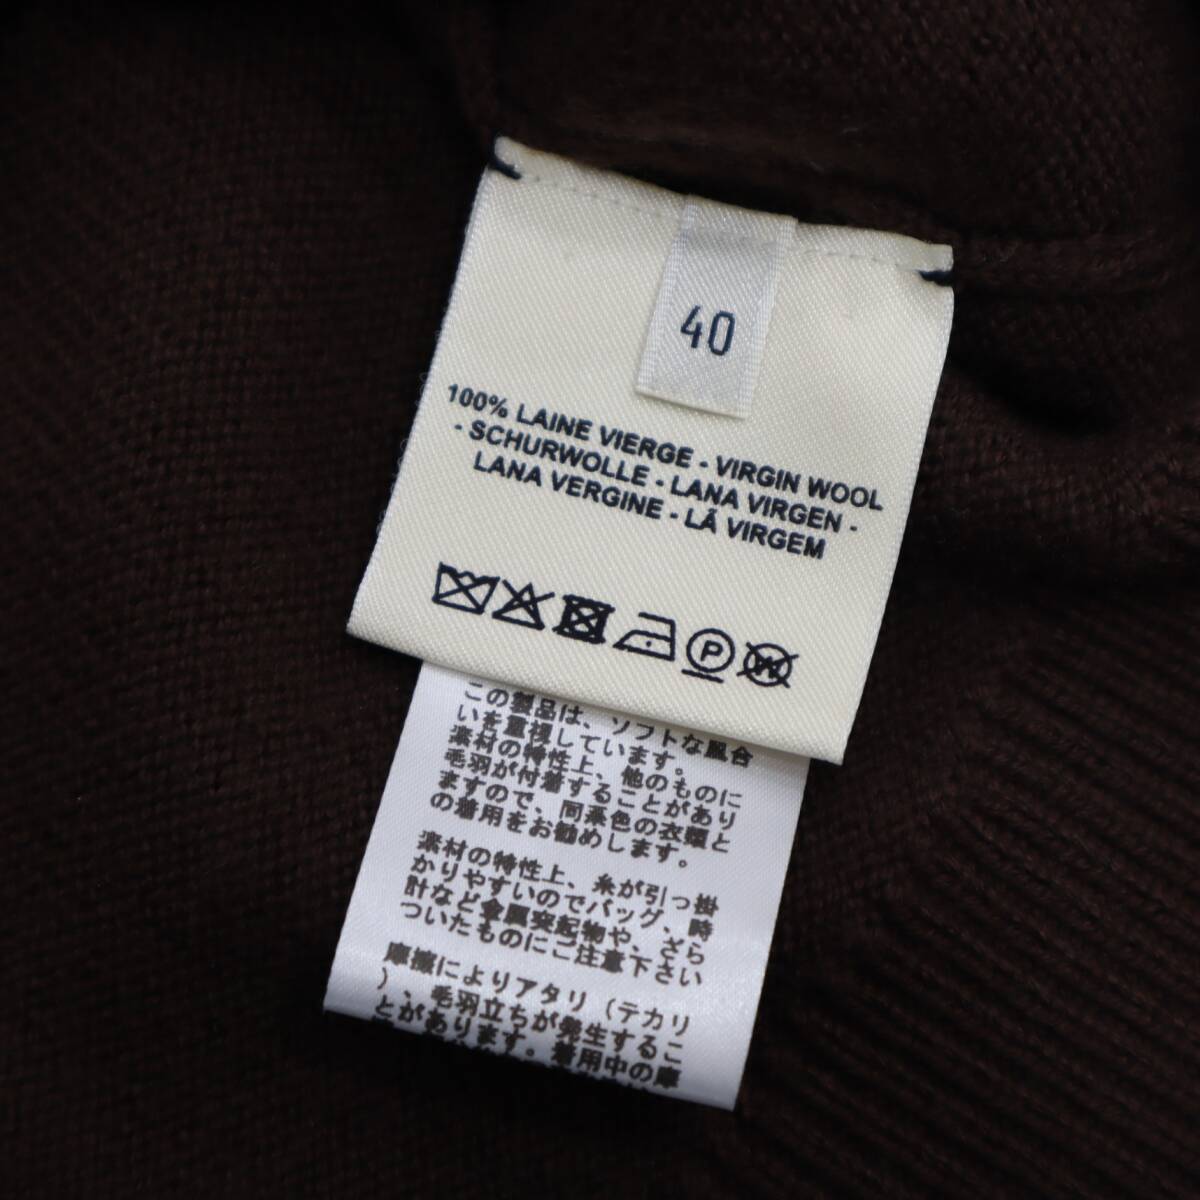 40
100% LAINE VIERGE - VIRGIN WOOL
- SCHURWOLLE - LANA VIRGEN -
LANA VERGINE - LÃ VIRGEM
P
W
この製品は、ソフトな風合
いを重視しています。
素材の特性上、他のものに
毛羽が付着することがあり
ますので、同系色の衣類と
の着用をお勧めします。
素材の特性上、糸が引っ掛
かりやすいのでバッグ、時
計など金属突起物や、ざら
ついたものにご注意下さい
摩擦によりアタリ(テカリ
)、毛羽立ちが発生するこ
とがあります。着用中の摩